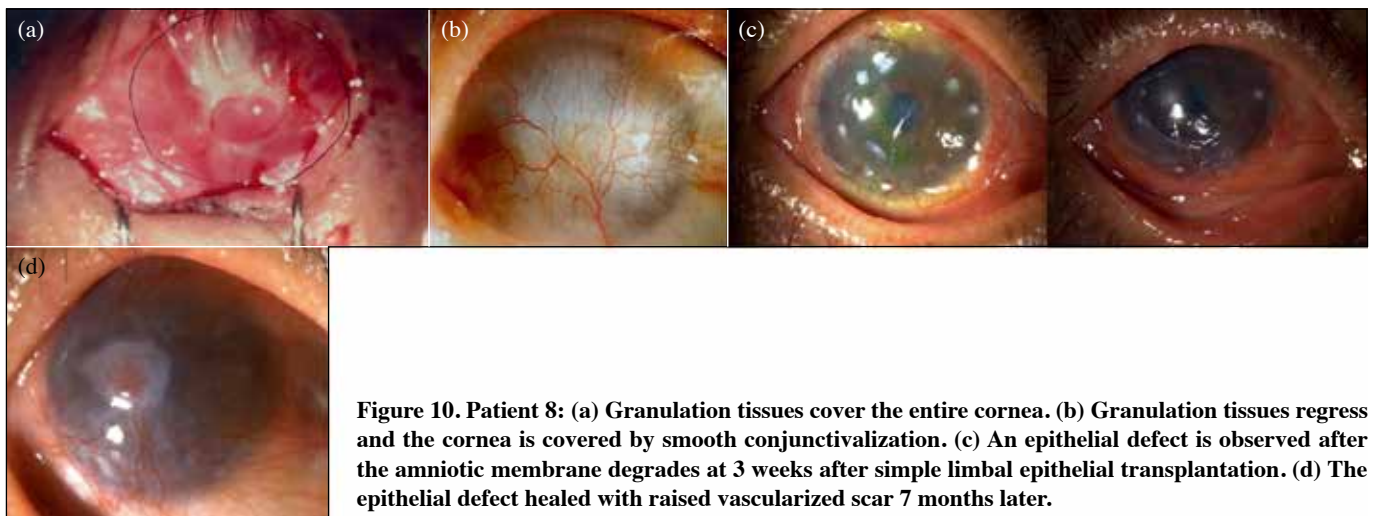 (a)
(b)
(c)
(d)
Figure 10. Patient 8: (a) Granulation tissues cover the entire cornea. (b) Granulation tissues regress
and the cornea is covered by smooth conjunctivalization. (c) An epithelial defect is observed after
the amniotic membrane degrades at 3 weeks after simple limbal epithelial transplantation. (d) The
epithelial defect healed with raised vascularized scar 7 months later.